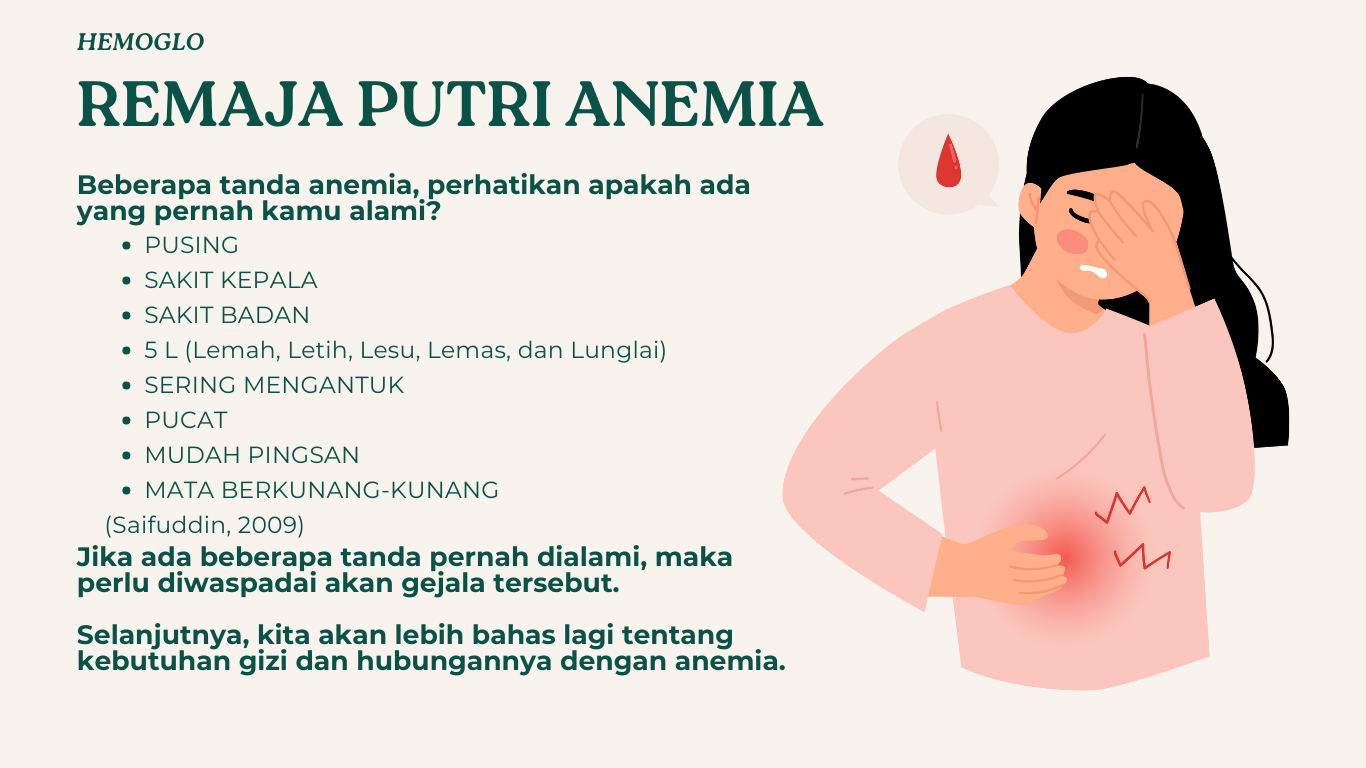 HEMOGLO
REMAJA PUTRI ANEMIA
Beberapa tanda anemia, perhatikan apakah ada
yang pernah kamu alami?
• PUSING
• SAKIT KEPALA
• SAKIT BADAN
• 5 L (Lemah, Letih, Lesu, Lemas, dan Lunglai)
• SERING MENGANTUK
• PUCAT
• MUDAH PINGSAN
• MATA BERKUNANG-KUNANG
(Saifuddin, 2009)
Jika ada beberapa tanda pernah dialami, maka
perlu diwaspadai akan gejala tersebut.
Selanjutnya, kita akan lebih bahas lagi tentang
kebutuhan gizi dan hubungannya dengan anemia.